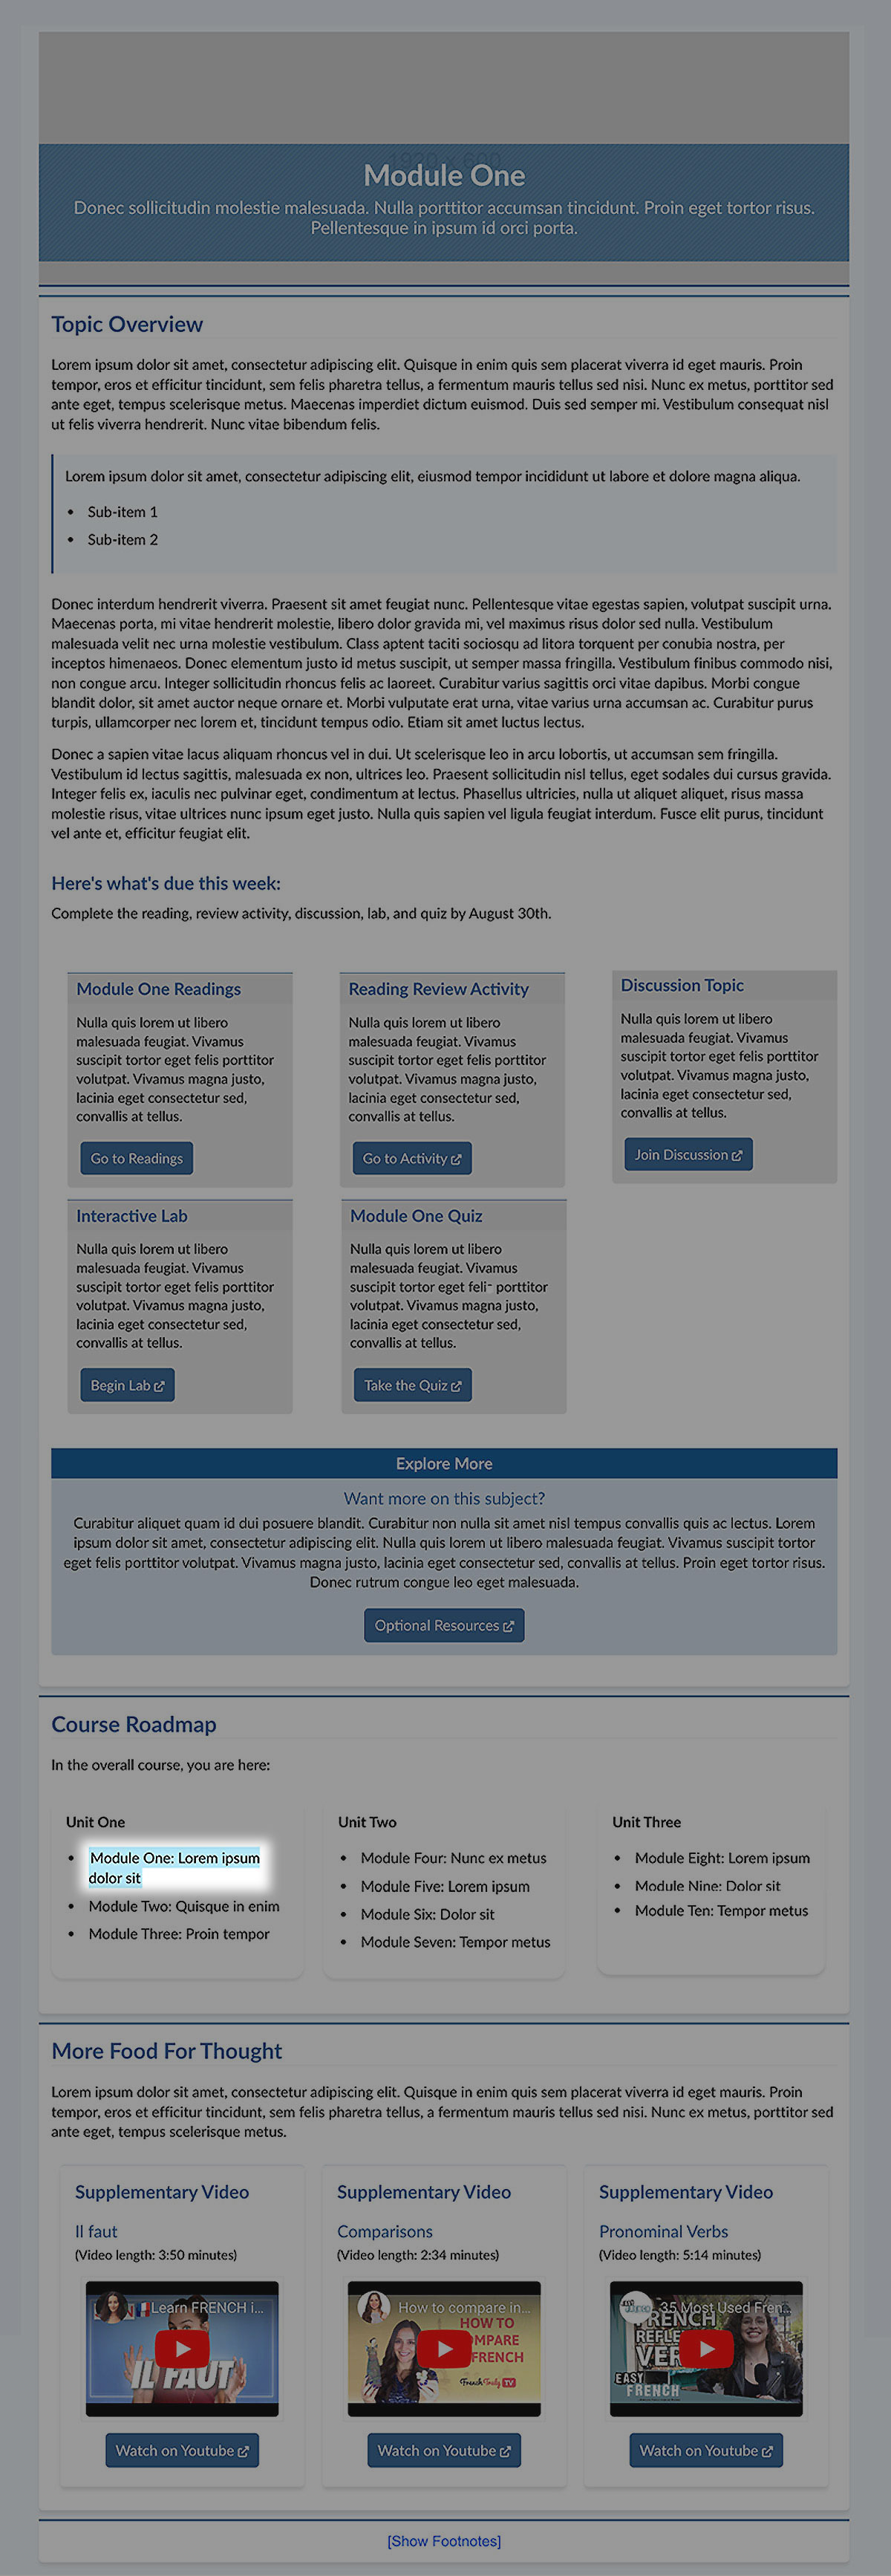 1920 x 600
Module One
Donec sollicitudin molestie malesuada. Nulla porttitor accumsan tincidunt. Proin eget tortor risus.
Pellentesque in ipsum id orci porta.
Topic Overview
Lorem ipsum dolor sit amet, consectetur adipiscing elit. Quisque in enim quis sem placerat viverra id eget mauris. Proin
tempor, eros et efficitur tincidunt, sem felis pharetra tellus, a fermentum mauris tellus sed nisi. Nunc ex metus, porttitor sed
ante eget, tempus scelerisque metus. Maecenas imperdiet dictum euismod. Duis sed semper mi. Vestibulum consequat nisl
ut felis viverra hendrerit. Nunc vitae bibendum felis.
Lorem ipsum dolor sit amet, consectetur adipiscing elit, eiusmod tempor incididunt ut labore et dolore magna aliqua.
• Sub-item 1
• Sub-item 2
Donec interdum hendrerit viverra. Praesent sit amet feugiat nunc. Pellentesque vitae egestas sapien, volutpat suscipit urna.
Maecenas porta, mi vitae hendrerit molestie, libero dolor gravida mi, vel maximus risus dolor sed nulla. Vestibulum
malesuada velit nec urna molestie vestibulum. Class aptent taciti sociosqu ad litora torquent per conubia nostra, per
inceptos himenaeos. Donec elementum justo id metus suscipit, ut semper massa fringilla. Vestibulum finibus commodo nisi,
non congue arcu. Integer sollicitudin rhoncus felis ac laoreet. Curabitur varius sagittis orci vitae dapibus. Morbi congue
blandit dolor, sit amet auctor neque ornare et. Morbi vulputate erat urna, vitae varius urna accumsan ac. Curabitur purus
turpis, ullamcorper nec lorem et, tincidunt tempus odio. Etiam sit amet luctus lectus.
Donec a sapien vitae lacus aliquam rhoncus vel in dui. Ut scelerisque leo in arcu lobortis, ut accumsan sem fringilla.
Vestibulum id lectus sagittis, malesuada ex non, ultrices leo. Praesent sollicitudin nisl tellus, eget sodales dui cursus gravida.
Integer felis ex, iaculis nec pulvinar eget, condimentum at lectus. Phasellus ultricies, nulla ut aliquet aliquet, risus massa
molestie risus, vitae ultrices nunc ipsum eget justo. Nulla quis sapien vel ligula feugiat interdum. Fusce elit purus, tincidunt
vel ante et, efficitur feugiat elit.
Here's what's due this week:
Complete the reading, review activity, discussion, lab, and quiz by August 30th.
Module One Readings
Nulla quis lorem ut libero
malesuada feugiat. Vivamus
suscipit tortor eget felis porttitor
volutpat. Vivamus magna justo,
lacinia eget consectetur sed,
convallis at tellus.
Go to Readings
Reading Review Activity
Nulla quis lorem ut libero
malesuada feugiat. Vivamus
suscipit tortor eget felis porttitor
volutpat. Vivamus magna justo,
lacinia eget consectetur sed,
convallis at tellus.
Go to Activity
Discussion Topic
Nulla quis lorem ut libero
malesuada feugiat. Vivamus
suscipit tortor eget felis porttitor
volutpat. Vivamus magna justo,
lacinia eget consectetur sed,
convallis at tellus.
Join Discussion
Interactive Lab
Nulla quis lorem ut libero
malesuada feugiat. Vivamus
suscipit tortor eget felis porttitor
volutpat. Vivamus magna justo,
lacinia eget consectetur sed,
convallis at tellus.
Begin Lab
Module One Quiz
Nulla quis lorem ut libero
malesuada feugiat. Vivamus
suscipit tortor eget porttitor
volutpat. Vivamus magna justo,
lacinia eget consectetur sed,
convallis at tellus.
Take the Quiz
Explore More
Want more on this subject?
Curabitur aliquet quam id dui posuere blandit. Curabitur non nulla sit amet nisl tempus convallis quis ac lectus. Lorem
ipsum dolor sit amet, consectetur adipiscing elit. Nulla quis lorem ut libero malesuada feugiat. Vivamus suscipit tortor
eget felis porttitor volutpat. Vivamus magna justo, lacinia eget consectetur sed, convallis at tellus. Proin eget tortor risus.
Donec rutrum congue leo eget malesuada.
Optional Resources
Course Roadmap
In the overall course, you are here:
Unit One
• Module One: Lorem ipsum
dolor sit
• Module Two: Quisque in enim
• Module Three: Proin tempor
Unit Two
• Module Four: Nunc ex metus
• Module Five: Lorem ipsum
• Module Six: Dolor sit
• Module Seven: Tempor metus
Unit Three
• Module Eight: Lorem ipsum
• Module Nine: Dolor sit
• Module Ten: Tempor metus
More Food For Thought
Lorem ipsum dolor sit amet, consectetur adipiscing elit. Quisque in enim quis sem placerat viverra id eget mauris. Proin
tempor, eros et efficitur tincidunt, sem felis pharetra tellus, a fermentum mauris tellus sed nisi. Nunc ex metus, porttitor sed
ante eget, tempus scelerisque metus.
Supplementary Video
Il faut
(Video length: 3:50 minutes)
Learn FRENCH i...
IL FAUT
Watch on Youtube
Supplementary Video
Comparisons
(Video length: 2:34 minutes)
How to compare in...
HOW TO
FRENCH
French Truly TV
Watch on Youtube
Supplementary Video
Pronominal Verbs
(Video length: 5:14 minutes)
35 Most Used Fren...
EASY
FRENCH
Watch on Youtube
[Show Footnotes]